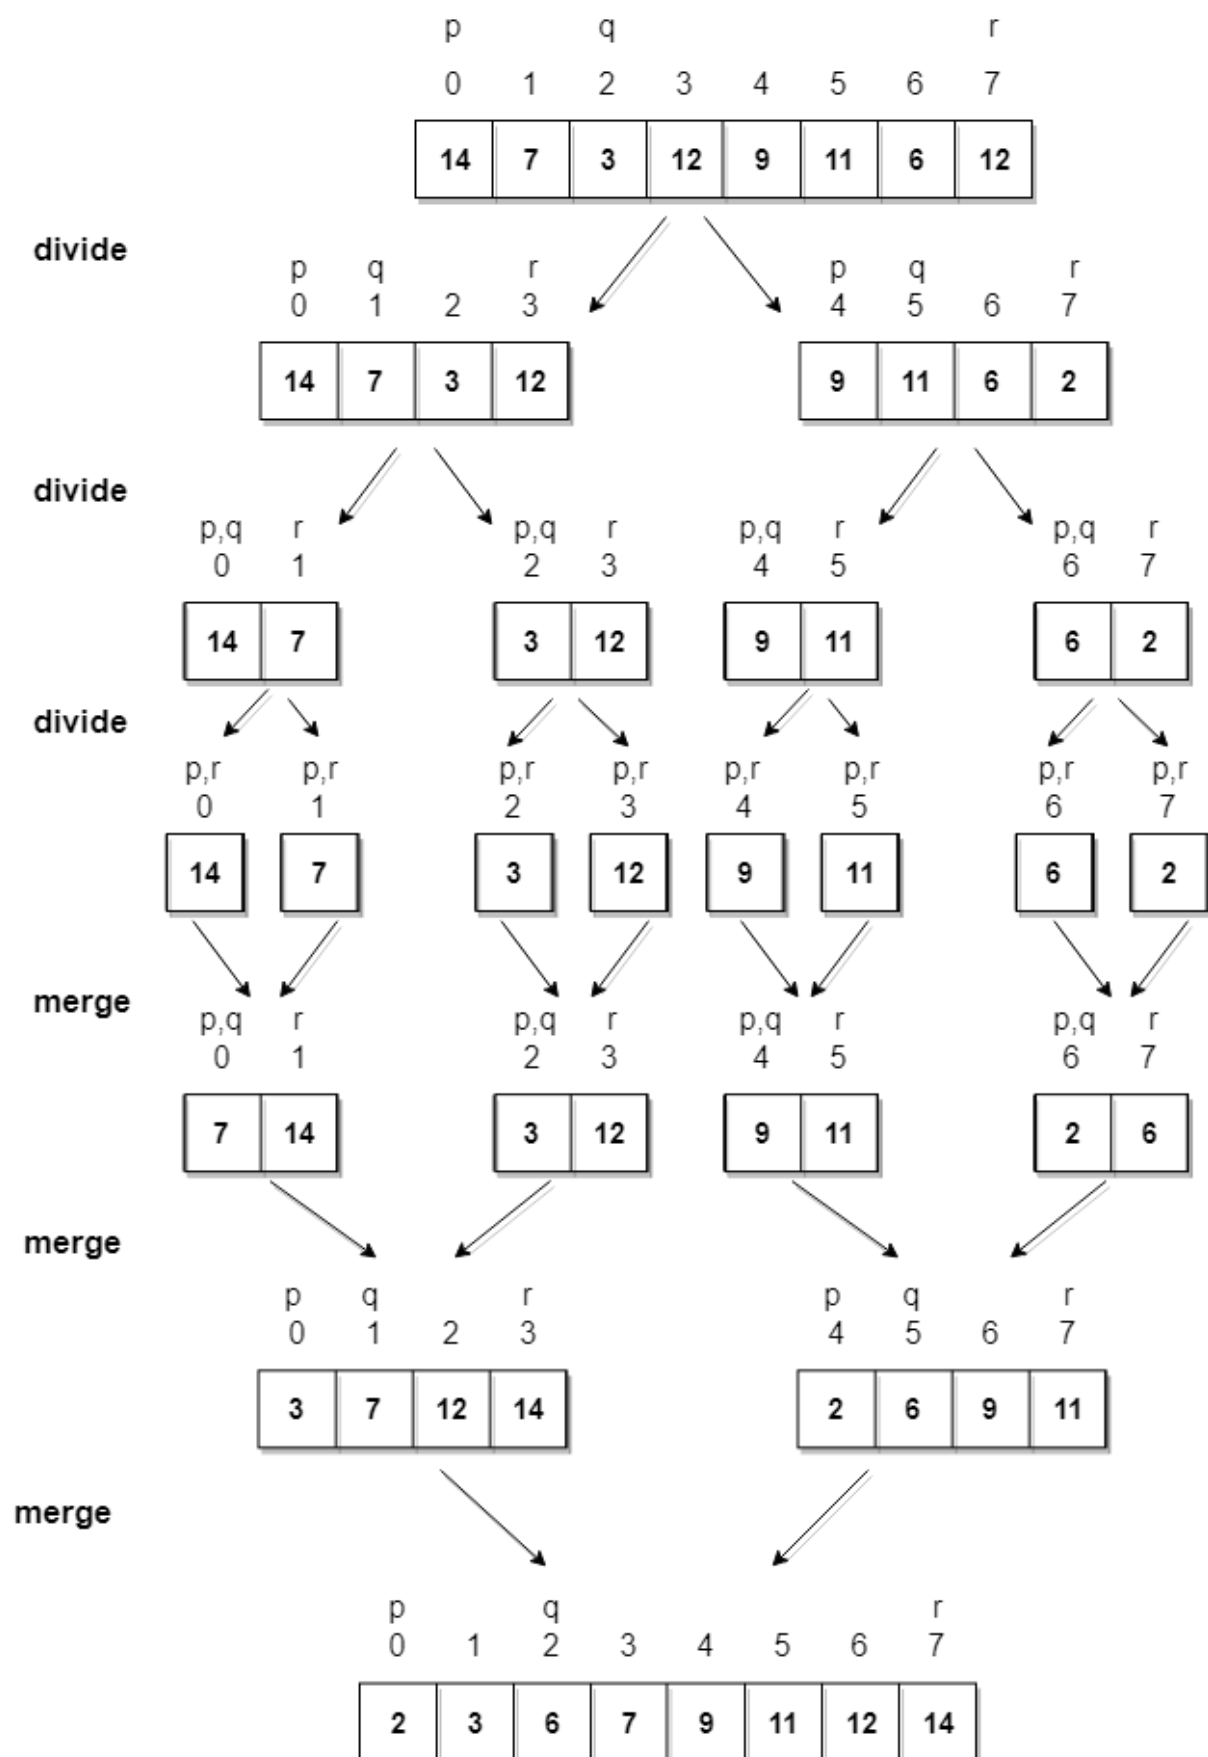 p q r
0 1 2 3 4 5 6 7
14 7 3 12 9 11 6 12
divide
p q r p q r
0 1 2 3 4 5 6 7
14 7 3 12 9 11 6 2
divide
p,q r p,q r p,q r p,q r
0 1 2 3 4 5 6 7
14 7 3 12 9 11 6 2
divide
p,r p,r p,r p,r p,r p,r p,r p,r
0 1 2 3 4 5 6 7
14 7 3 12 9 11 6 2
merge
p,q r p,q r p,q r p,q r
0 1 2 3 4 5 6 7
7 14 3 12 9 11 2 6
merge
p q r p q r
0 1 2 3 4 5 6 7
3 7 12 14 2 6 9 11
merge
p q r
0 1 2 3 4 5 6 7
2 3 6 7 9 11 12 14